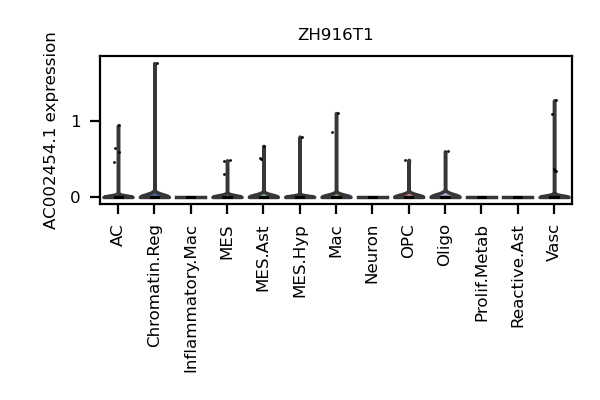 ZH916T1
AC002454.1 expression
1
0
AC
Chromatin.Reg
Inflammatory.Mac
MES
MES.Ast
MES.Hyp
Mac
Neuron
OPC
Oligo
Prolif.Metab
Reactive.Ast
Vasc